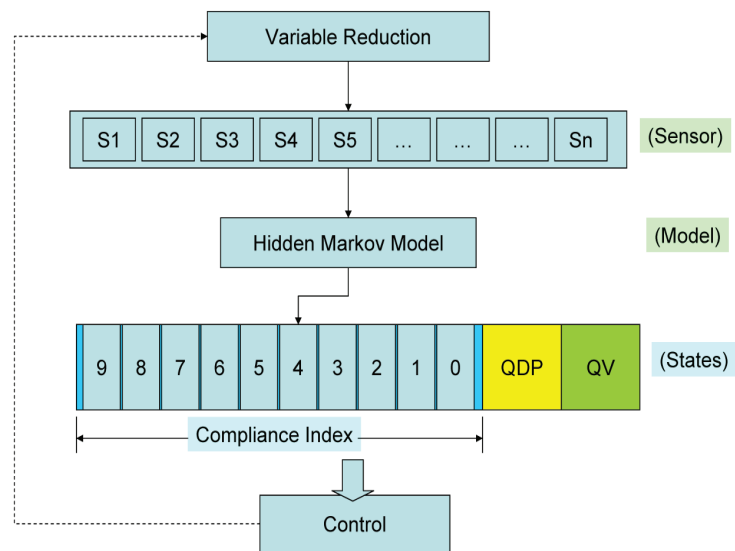 Variable Reduction
S1 S2 S3 S4 S5 ... ... ... Sn
(Sensor)
Hidden Markov Model
(Model)
9 8 7 6 5 4 3 2 1 0 QDP QV
(States)
Compliance Index
Control